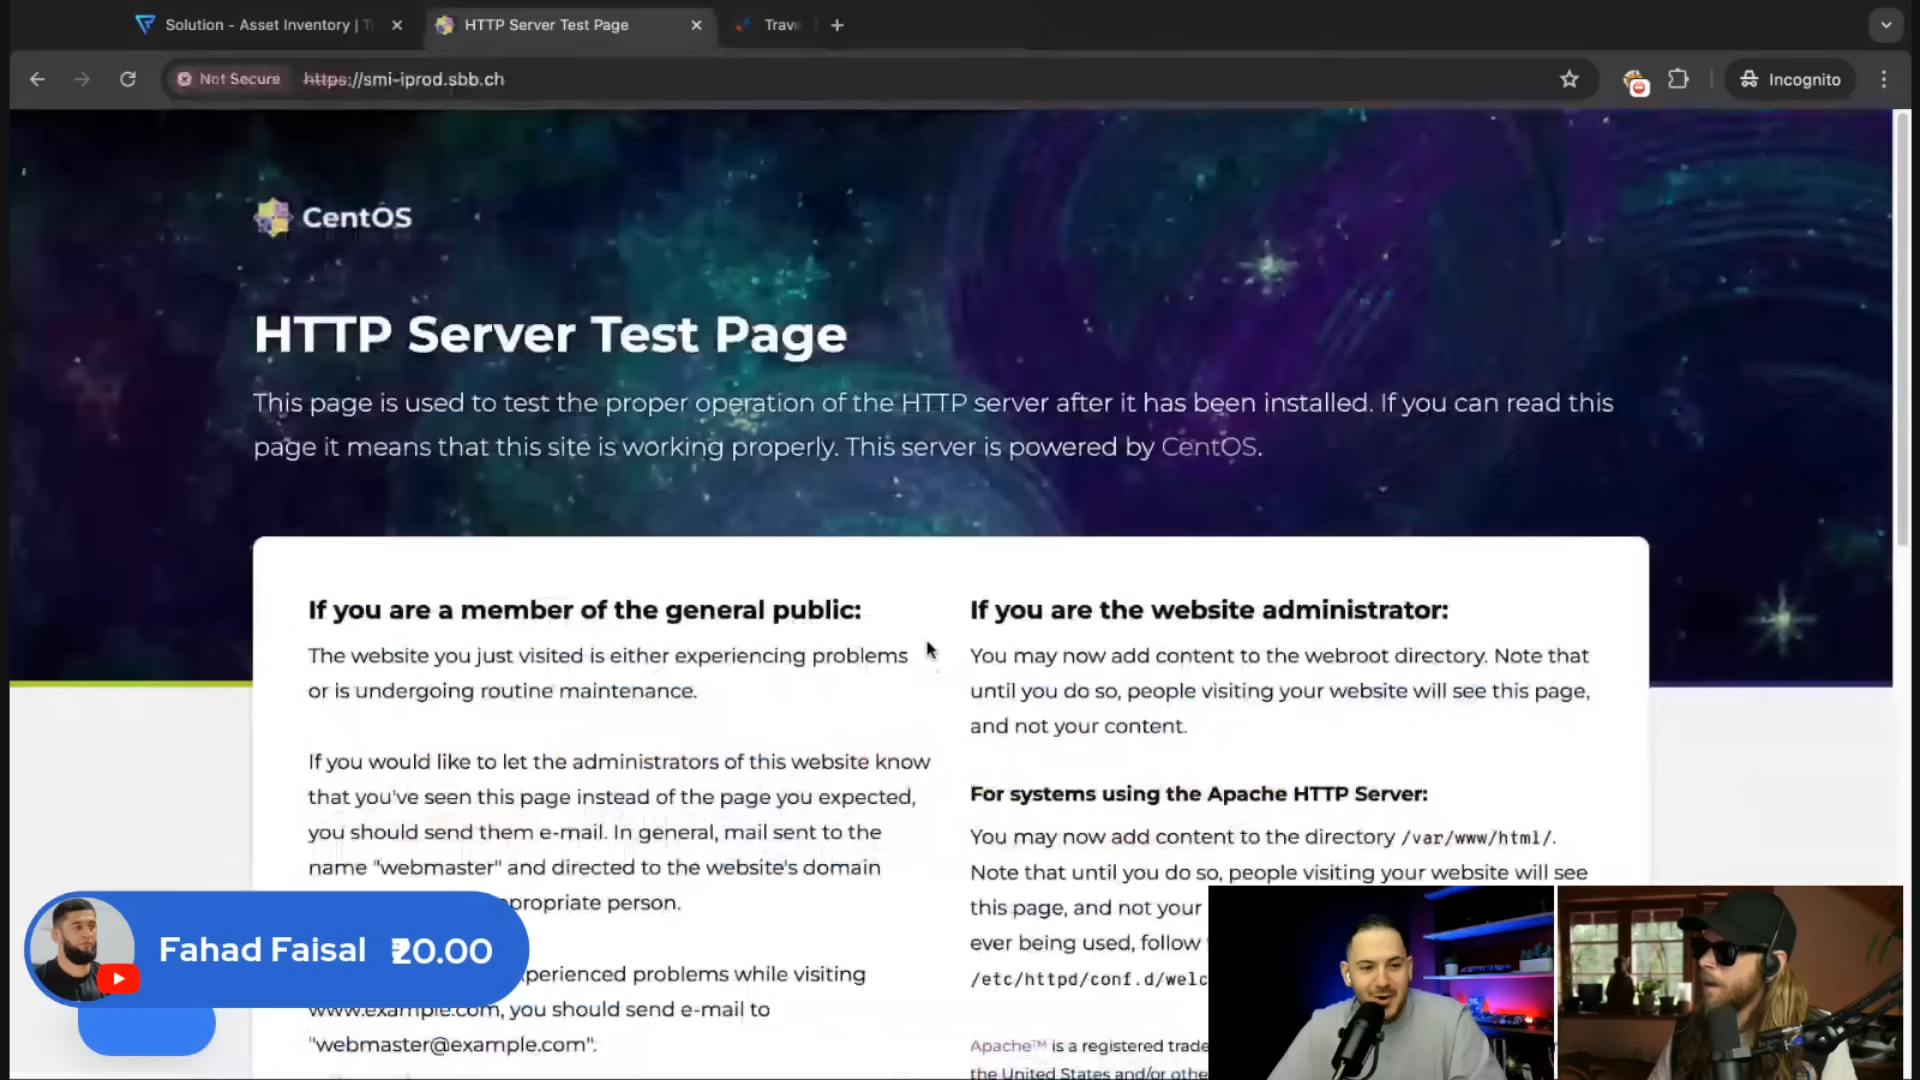 Solution - Asset Inventory |
HTTP Server Test Page
Trav
Not Secure
https://smi-iprod.sbb.ch
Incognito
CentOS
HTTP Server Test Page
This page is used to test the proper operation of the HTTP server after it has been installed. If you can read this
page it means that this site is working properly. This server is powered by CentOS.
If you are a member of the general public:
The website you just visited is either experiencing problems
or is undergoing routine maintenance.
If you would like to let the administrators of this website know
that you've seen this page instead of the page you expected,
you should send them e-mail. In general, mail sent to the
name "webmaster" and directed to the website's domain
propriate person.
perienced problems while visiting
www.example.com, you should send e-mail to
"webmaster@example.com".
If you are the website administrator:
You may now add content to the webroot directory. Note that
until you do so, people visiting your website will see this page,
and not your content.
For systems using the Apache HTTP Server:
You may now add content to the directory /var/www/html/.
Note that until you do so, people visiting your website will see
this page, and not your
ever being used, follow
/etc/httpd/conf.d/welc
Apache™ is a registered trade
the United States and/or othe
Fahad Faisal
20.00